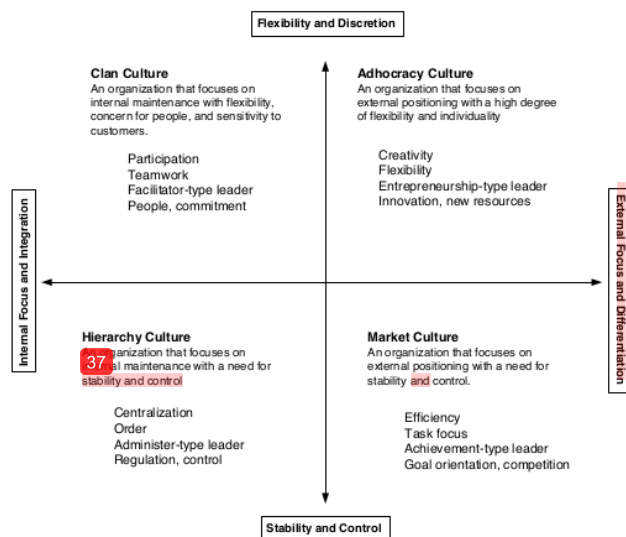 Flexibility and Discretion
Clan Culture
An organization that focuses on
internal maintenance with flexibility,
concern for people, and sensitivity to
customers.
Participation
Teamwork
Facilitator-type leader
People, commitment
Adhocracy Culture
An organization that focuses on
external positioning with a high degree
of flexibility and individuality
Creativity
Flexibility
Entrepreneurship-type leader
Innovation, new resources
Internal Focus and Integration
External Focus and Differentiation
Hierarchy Culture
An organization that focuses on
37
maintenance with a need for
stability and control
Centralization
Order
Administer-type leader
Regulation, control
Market Culture
An organization that focuses on
external positioning with a need for
stability and control.
Efficiency
Task focus
Achievement-type leader
Goal orientation, competition
Stability and Control